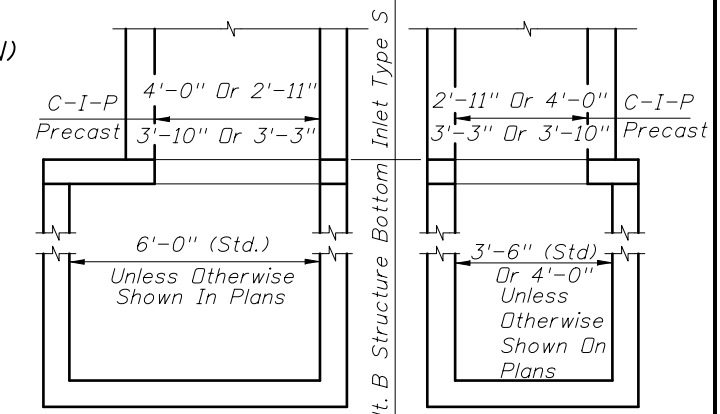 C-I-P
Precast
4'-0" Or 2'-11"
3'-10" Or 3'-3"
6'-0" (Std.)
Unless Otherwise
Shown In Plans
B Structure Bottom Inlet Type S
2'-11" Or 4'-0"
3'-3" Or 3'-10"
C-I-P
Precast
3'-6" (Std)
Or 4'-0"
Unless
Otherwise
Shown On
Plans